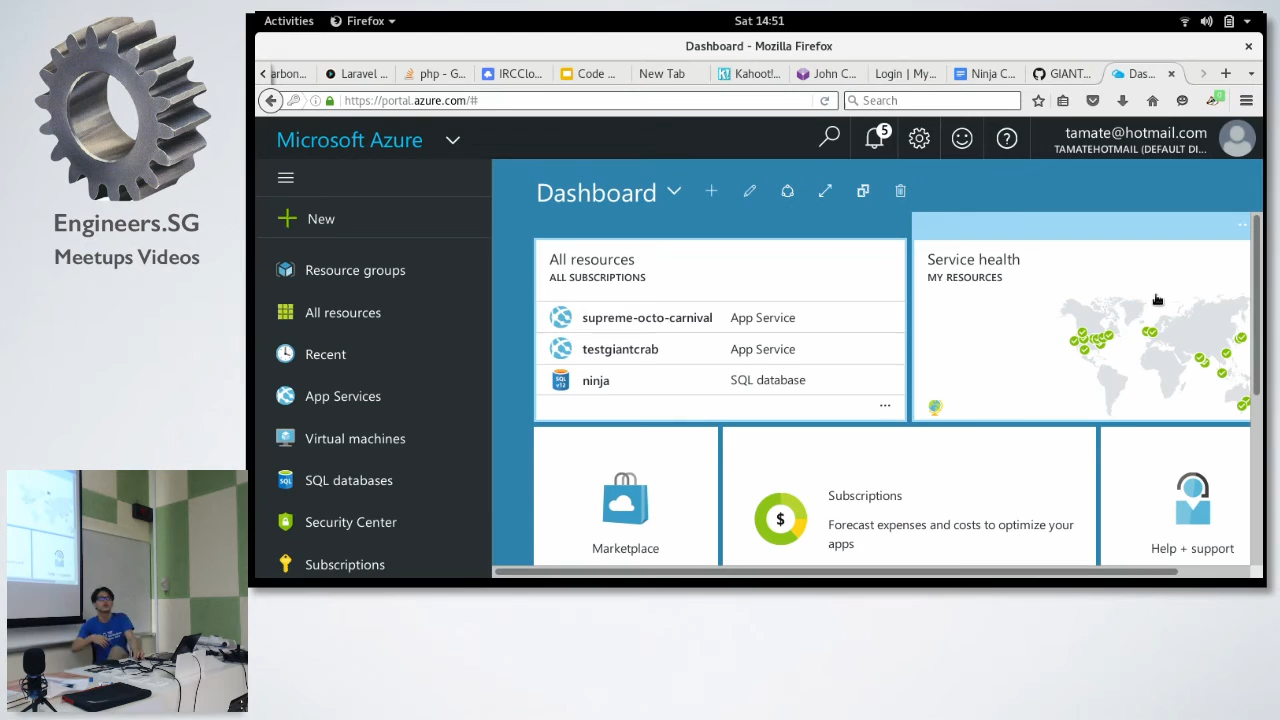 Engineers.SG
Meetups Videos
Activities
Firefox
Sat 14:51
Dashboard - Mozilla Firefox
arbon...
Laravel ...
php - G...
IRCClo...
Code ...
New Tab
Kahoot!...
John C...
Login | My...
Ninja C...
GIANT...
Das...
https://portal.azure.com/#
Search
0
Microsoft Azure
5
tamate@hotmail.com
TAMATEHOTMAIL (DEFAULT DI...
Dashboard
New
Resource groups
All resources
Recent
App Services
Virtual machines
SQL databases
Security Center
Subscriptions
All resources
ALL SUBSCRIPTIONS
supreme-octo-carnival App Service
testgiantcrab App Service
ninja SQL database
...
Service health
MY RESOURCES
Marketplace
$
Subscriptions
Forecast expenses and costs to optimize your
apps
Help + support